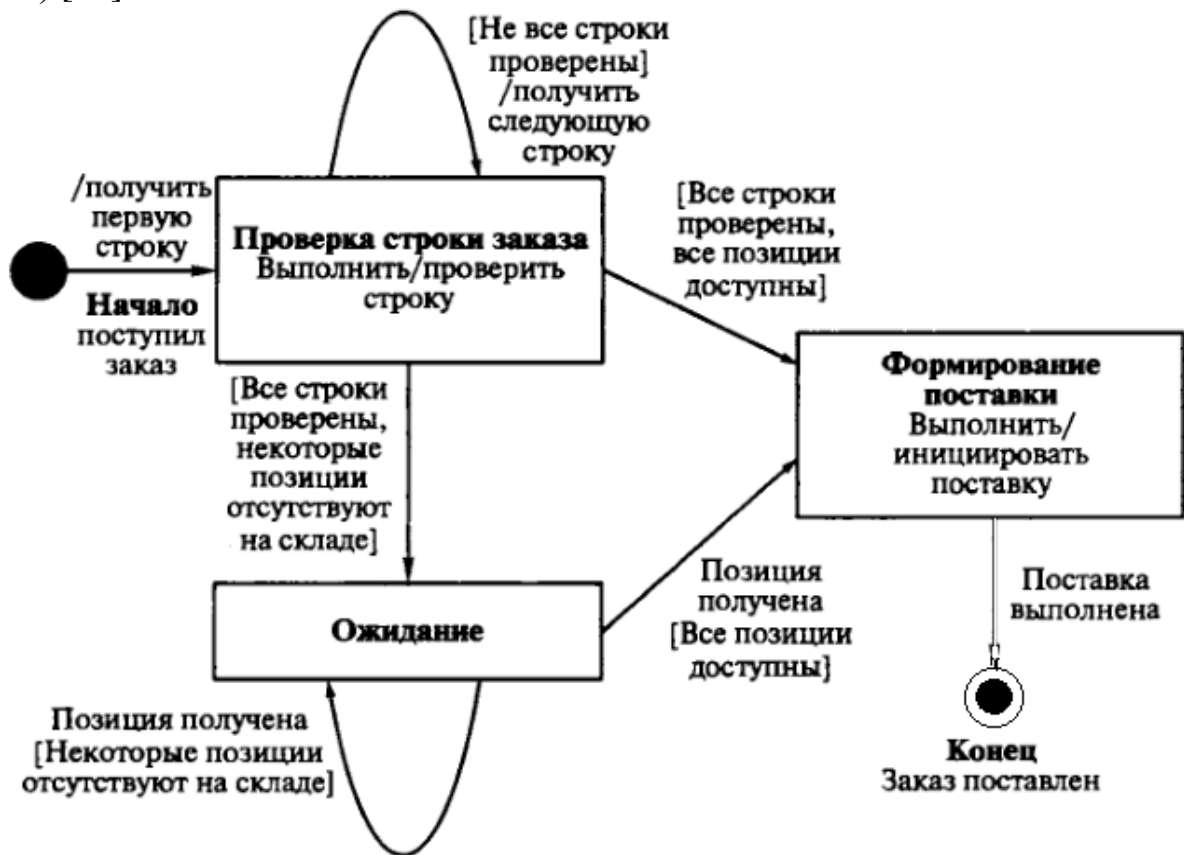 [Не все строки
проверены]
/получить
следующую
строку
/получить
первую
строку
Начало
поступил
заказ
Проверка строки заказа
Выполнить/проверить
строку
[Все строки
проверены,
все позиции
доступны]
[Все строки
проверены,
некоторые
позиции
отсутствуют
на складе]
Формирование
поставки
Выполнить/
инициировать
поставку
Ожидание
Позиция
получена
[Все позиции
доступны]
Поставка
выполнена
Позиция получена
[Некоторые позиции
отсутствуют на складе]
Конец
Заказ поставлен